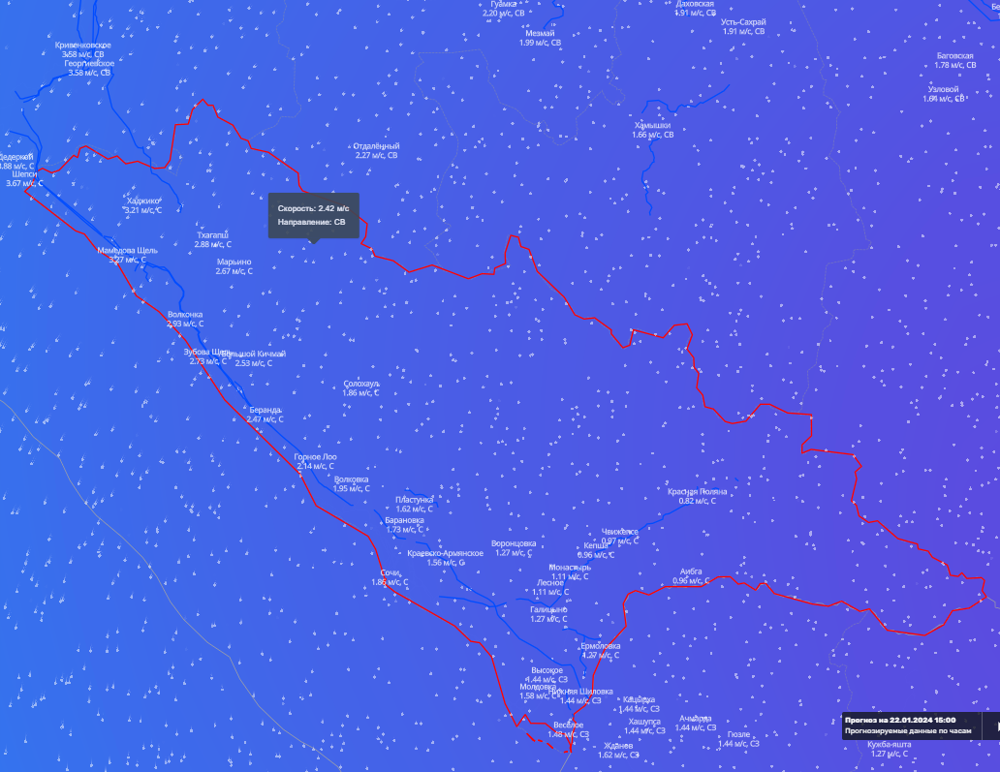 Гуамка
2.20 м/с, СВ
Даховская
1.91 м/с, СВ
Усть-Сахрай
1.91 м/с, СВ
Мезмай
1.99 м/с, СВ
Кривенковское
3.58 м/с, СВ
Георгиевское
3.58 м/с, СВ
Баговская
1.78 м/с, СВ
Узловой
1.64 м/с, СВ
Хамышки
1.66 м/с, СВ
Отдалённый
2.27 м/с, СВ
Дедеркой
3.88 м/с, С
Шепси
3.67 м/с, С
Хаджико
3.21 м/с, С
Скорость: 2.42 м/с
Направление: СВ
Тхагапш
2.88 м/с, С
Мамедова Щель
3.27 м/с, С
Марьино
2.67 м/с, С
Волконка
2.93 м/с, С
Зубова Щель
2.73 м/с, С
Большой Кичмай
2.53 м/с, С
Солохаул
1.86 м/с, С
Беранда
2.47 м/с, С
Горное Лоо
2.14 м/с, С
Волковка
1.95 м/с, С
Пластунка
1.62 м/с, С
Красная Поляна
0.82 м/с, С
Барановка
1.73 м/с, С
Чвижепсе
0.97 м/с, С
Воронцовка
1.27 м/с, С
Кепша
0.96 м/с, С
Краевско-Армянское
1.56 м/с, С
Монастырь
1.11 м/с, С
Аибга
0.96 м/с, С
Сочи
1.86 м/с, С
Лесное
1.11 м/с, С
Галицыно
1.27 м/с, С
Ермоловка
1.27 м/с, С
Высокое
1.44 м/с, СЗ
Молдовка
1.58 м/с, СЗ
Нижняя Шиловка
1.44 м/с, СЗ
1.44 м/с, СЗ
Хашупса
1.44 м/с, СЗ
1.44 м/с, СЗ
Весёлое
1.48 м/с, СЗ
Гюзле
1.44 м/с, СЗ
Жданов
1.62 м/с, СЗ
Прогноз на 22.01.2024 15:00
Прогнозируемые данные по часам
Кужба-яшта
1.27 м/с, С